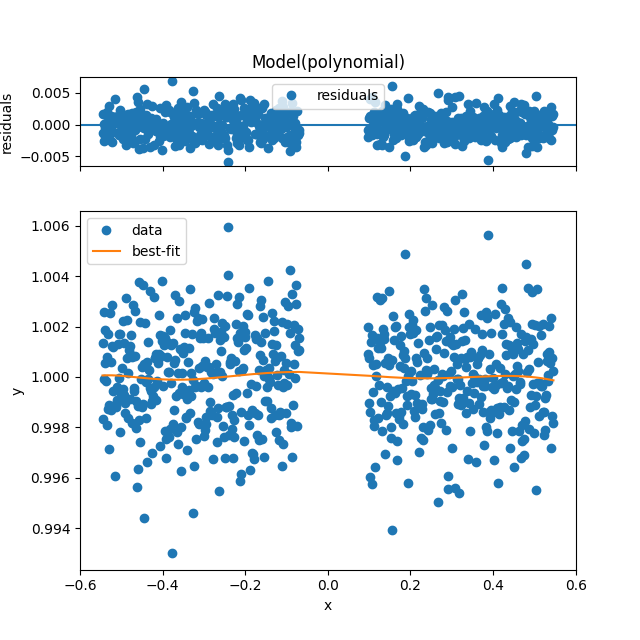 Model(polynomial)
residuals
0.005
0.000
−0.005
residuals
data
best-fit
y
1.006
1.004
1.002
1.000
0.998
0.996
0.994
−0.6
−0.4
−0.2
0.0
0.2
0.4
0.6
x